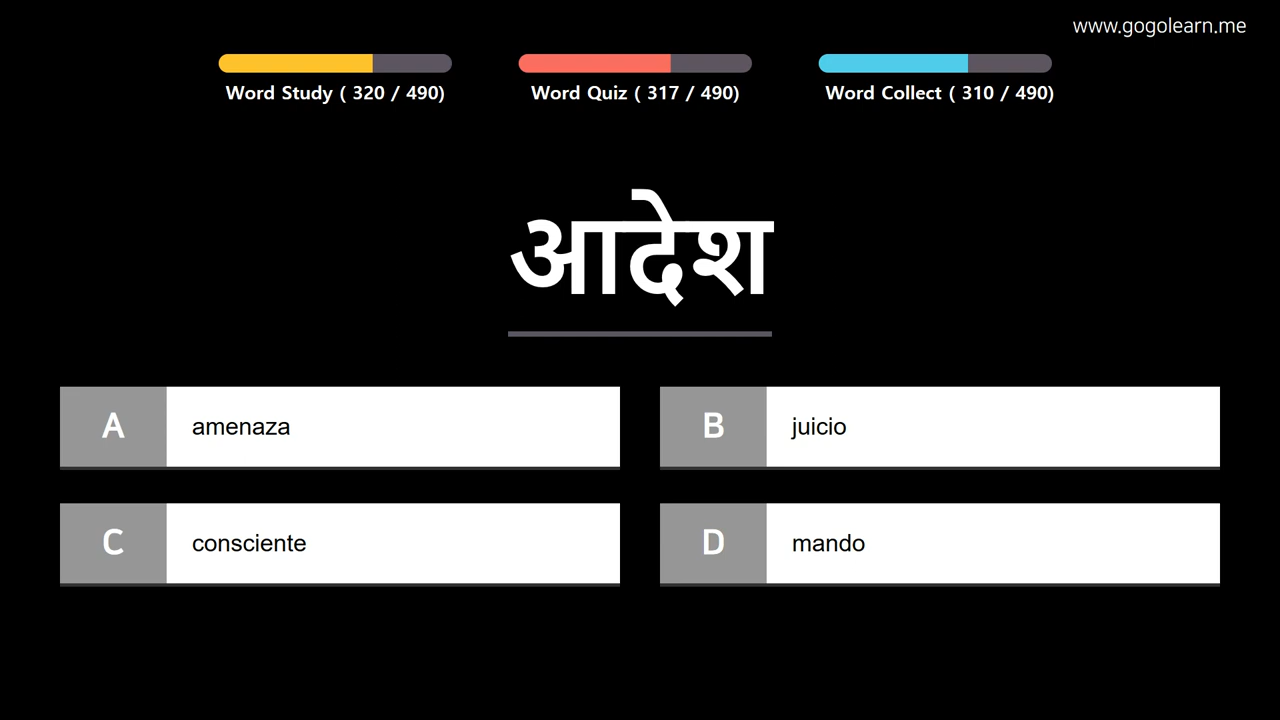 www.gogolearn.me
Word Study ( 320 / 490)
Word Quiz ( 317 / 490)
Word Collect ( 310 / 490)
आदेश
A amenaza
B juicio
C consciente
D mando